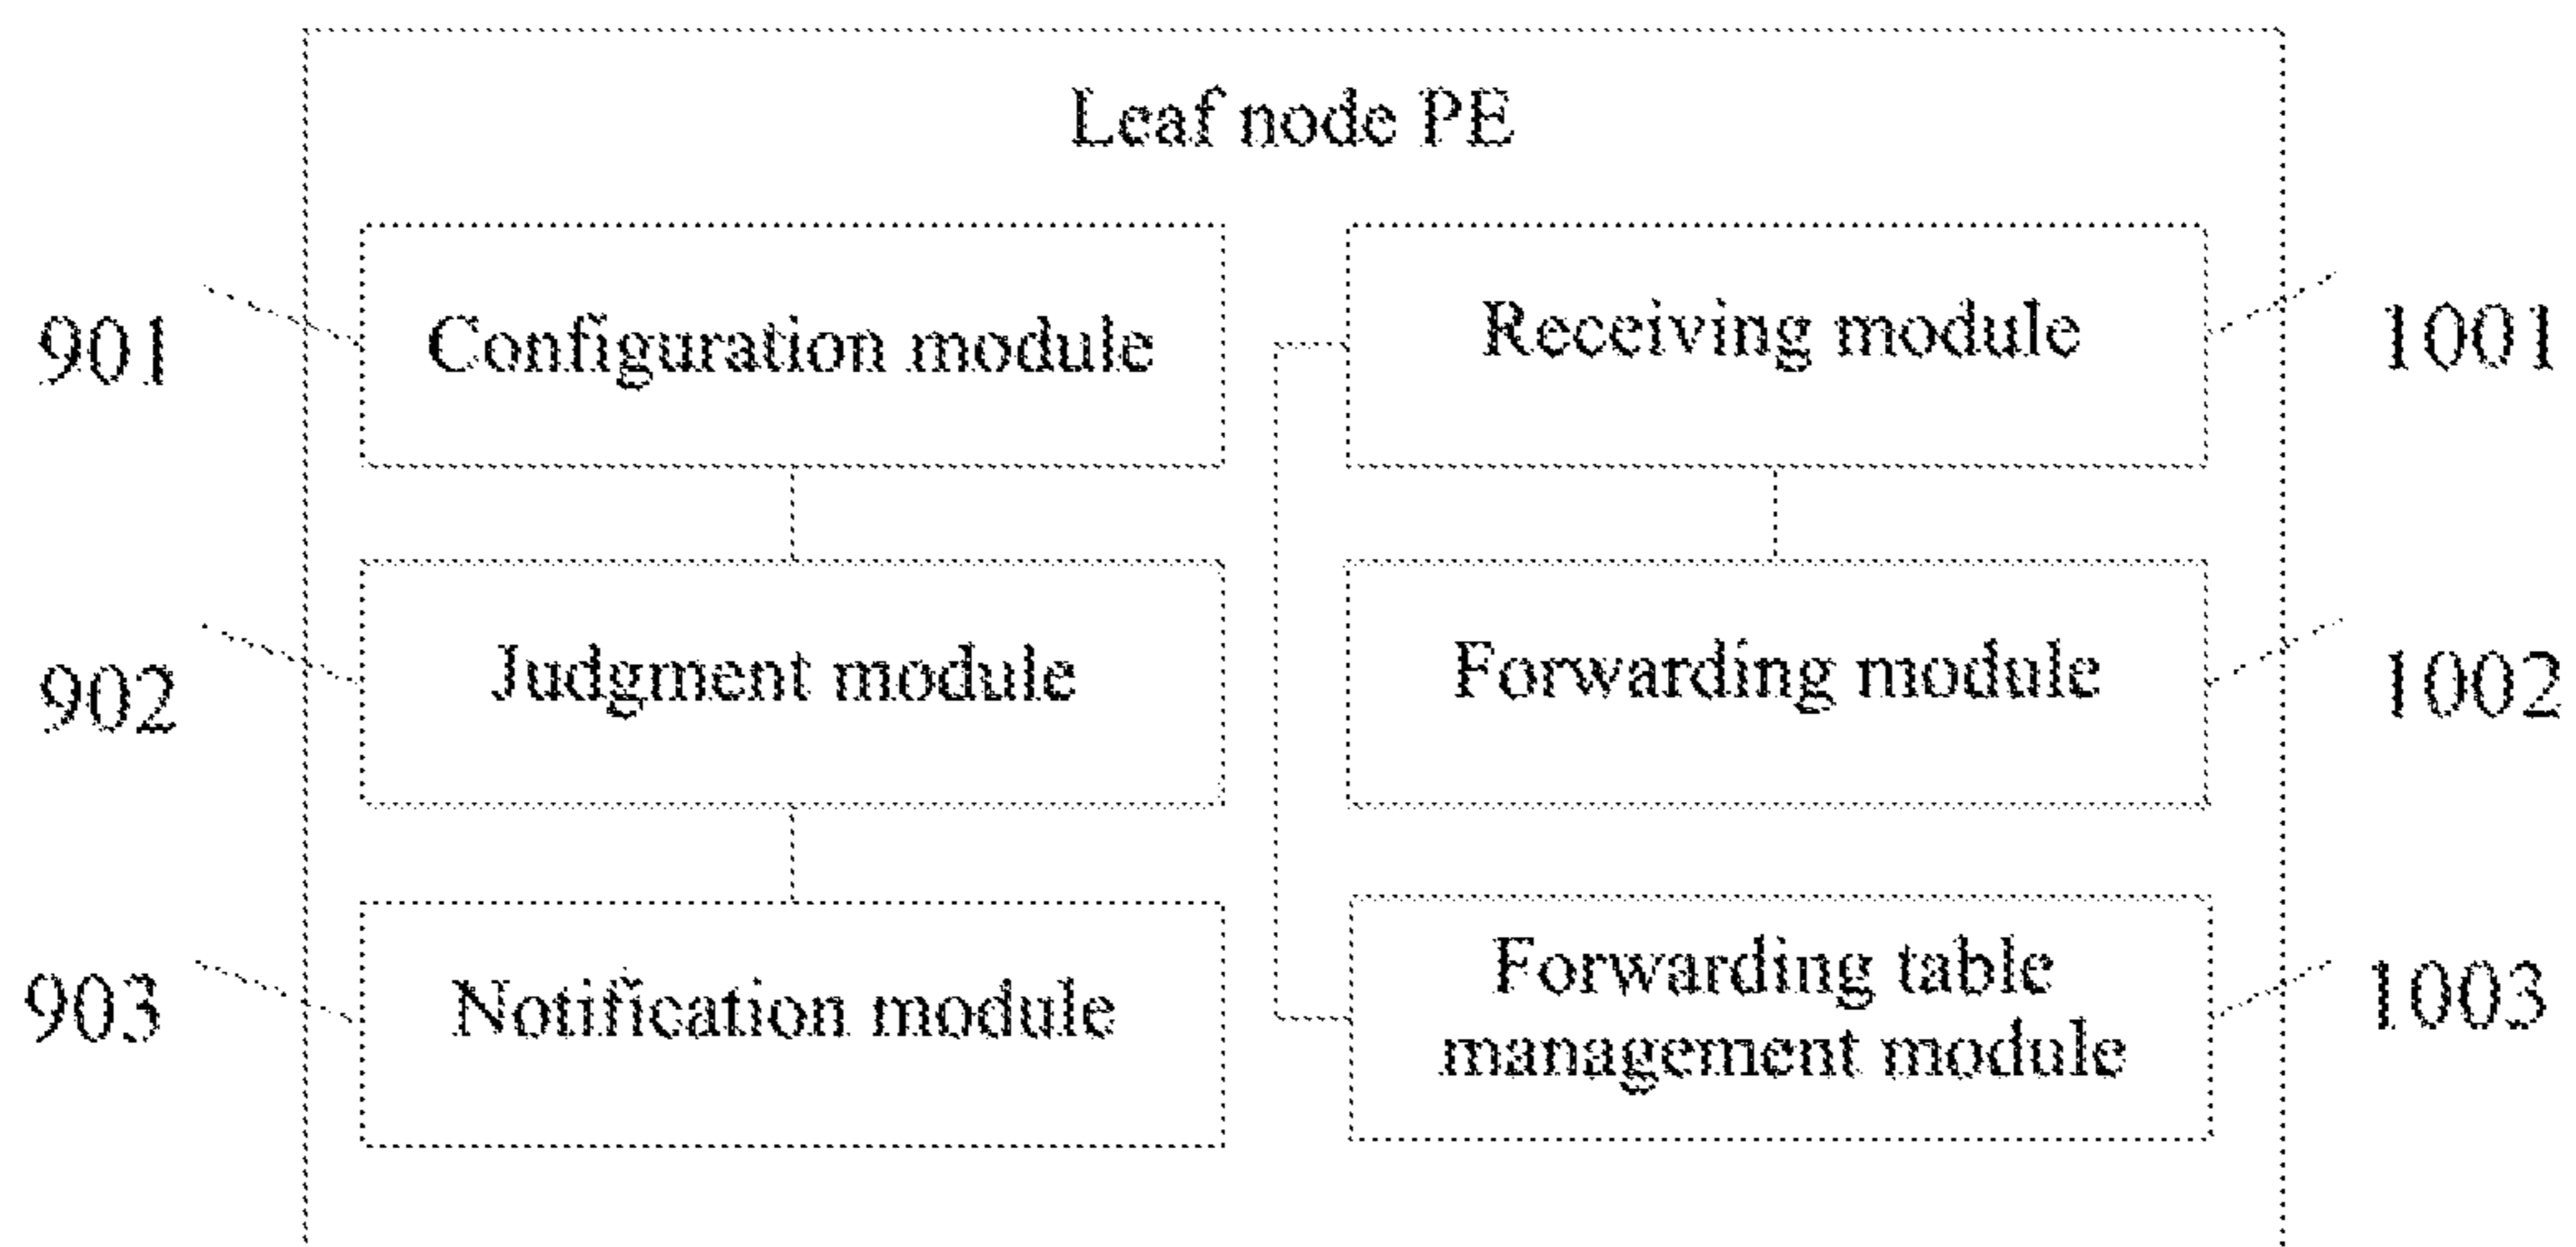 Leaf node PE
901
Configuration module
Receiving module
1001
902
Judgment module
Forwarding module
1002
903
Notification module
Forwarding table
management module
1003